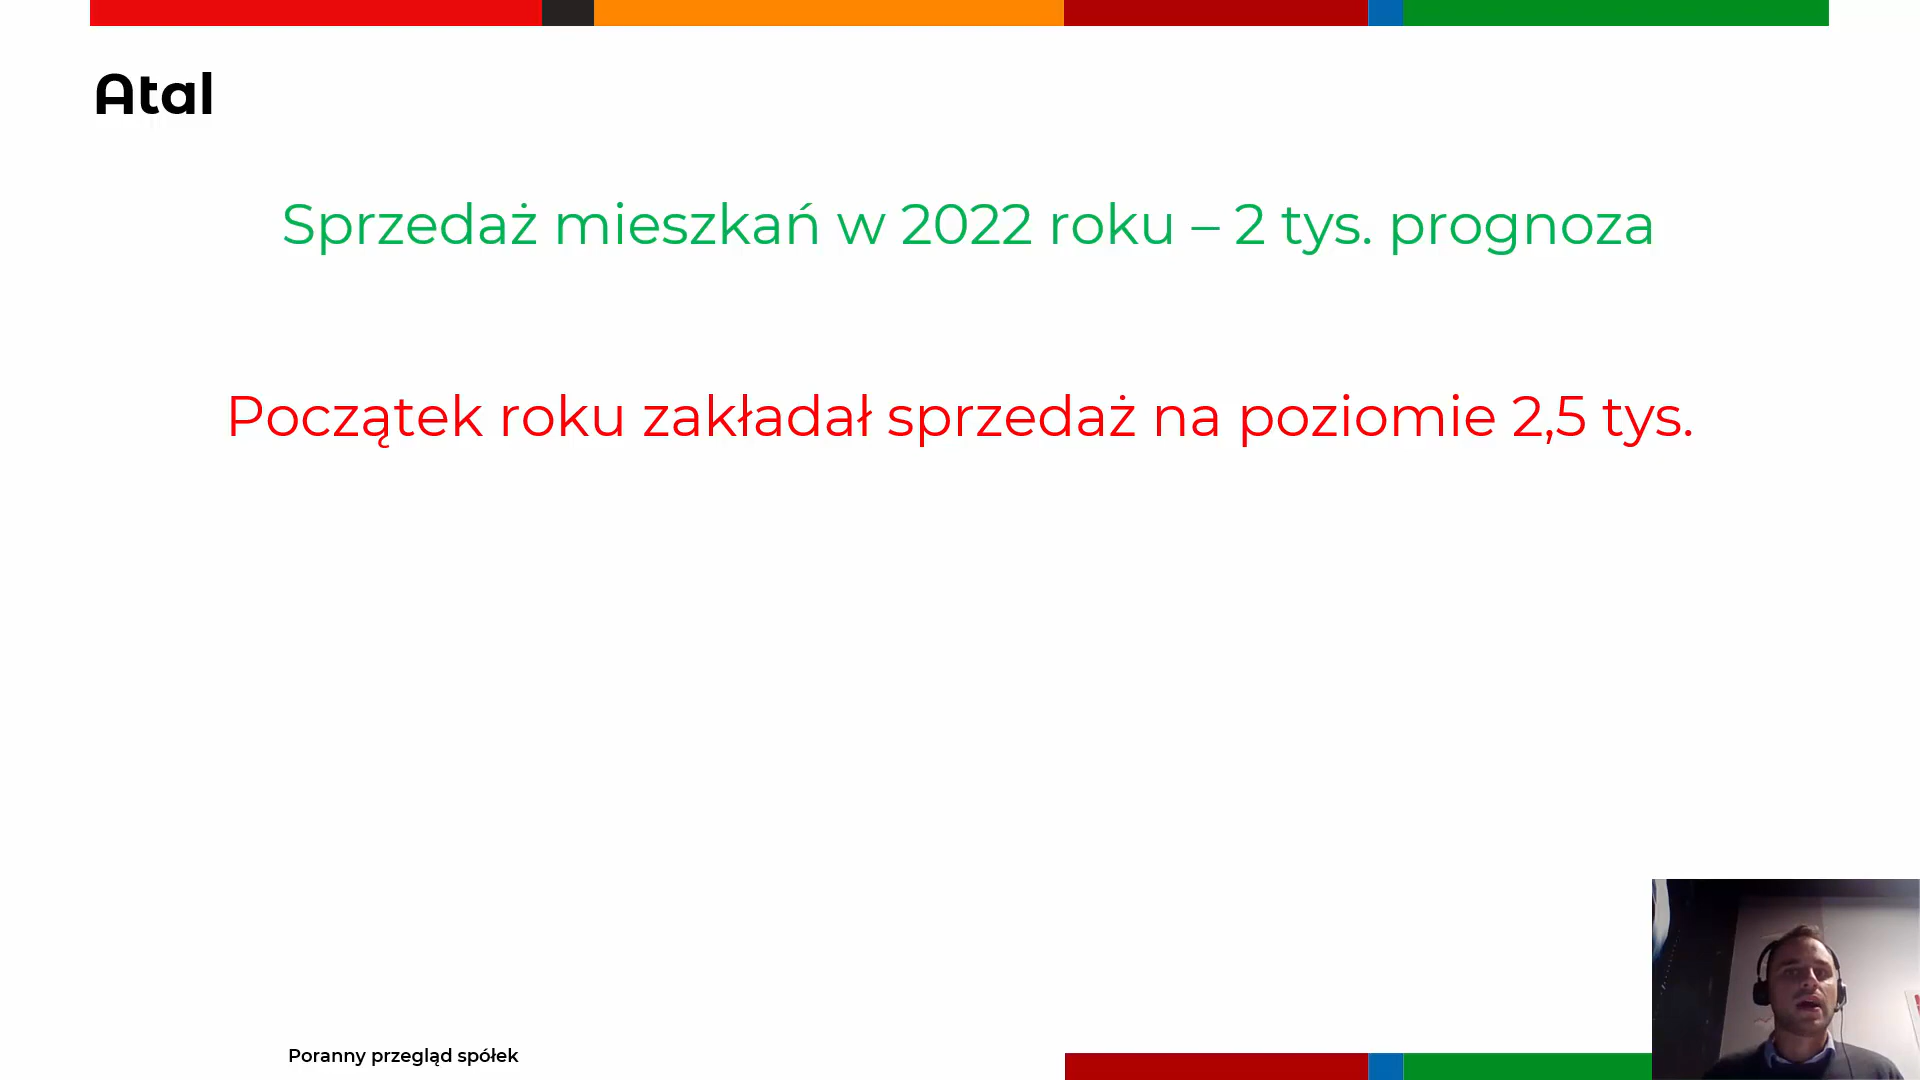 Atal
Sprzedaż mieszkań w 2022 roku – 2 tys. prognoza
Początek roku zakładał sprzedaż na poziomie 2,5 tys.
Poranny przegląd spółek